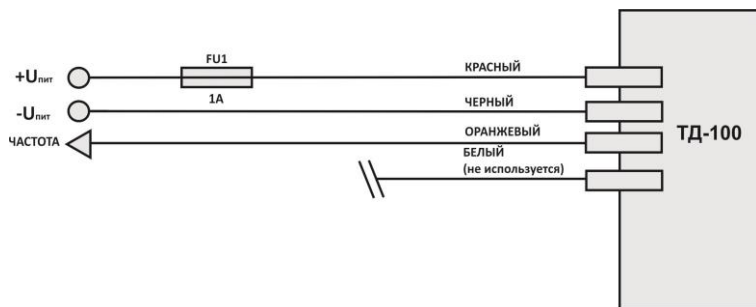 FU1
+Uпит
КРАСНЫЙ
1А
-Uпит
ЧЕРНЫЙ
ЧАСТОТА
ОРАНЖЕВЫЙ
БЕЛЫЙ
(не используется)
ТД-100